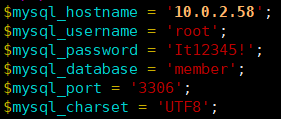 $mysql_hostname = '10.0.2.58';
$mysql_username = 'root';
$mysql_password = 'It12345!';
$mysql_database = 'member';
$mysql_port = '3306';
$mysql_charset = 'UTF8';